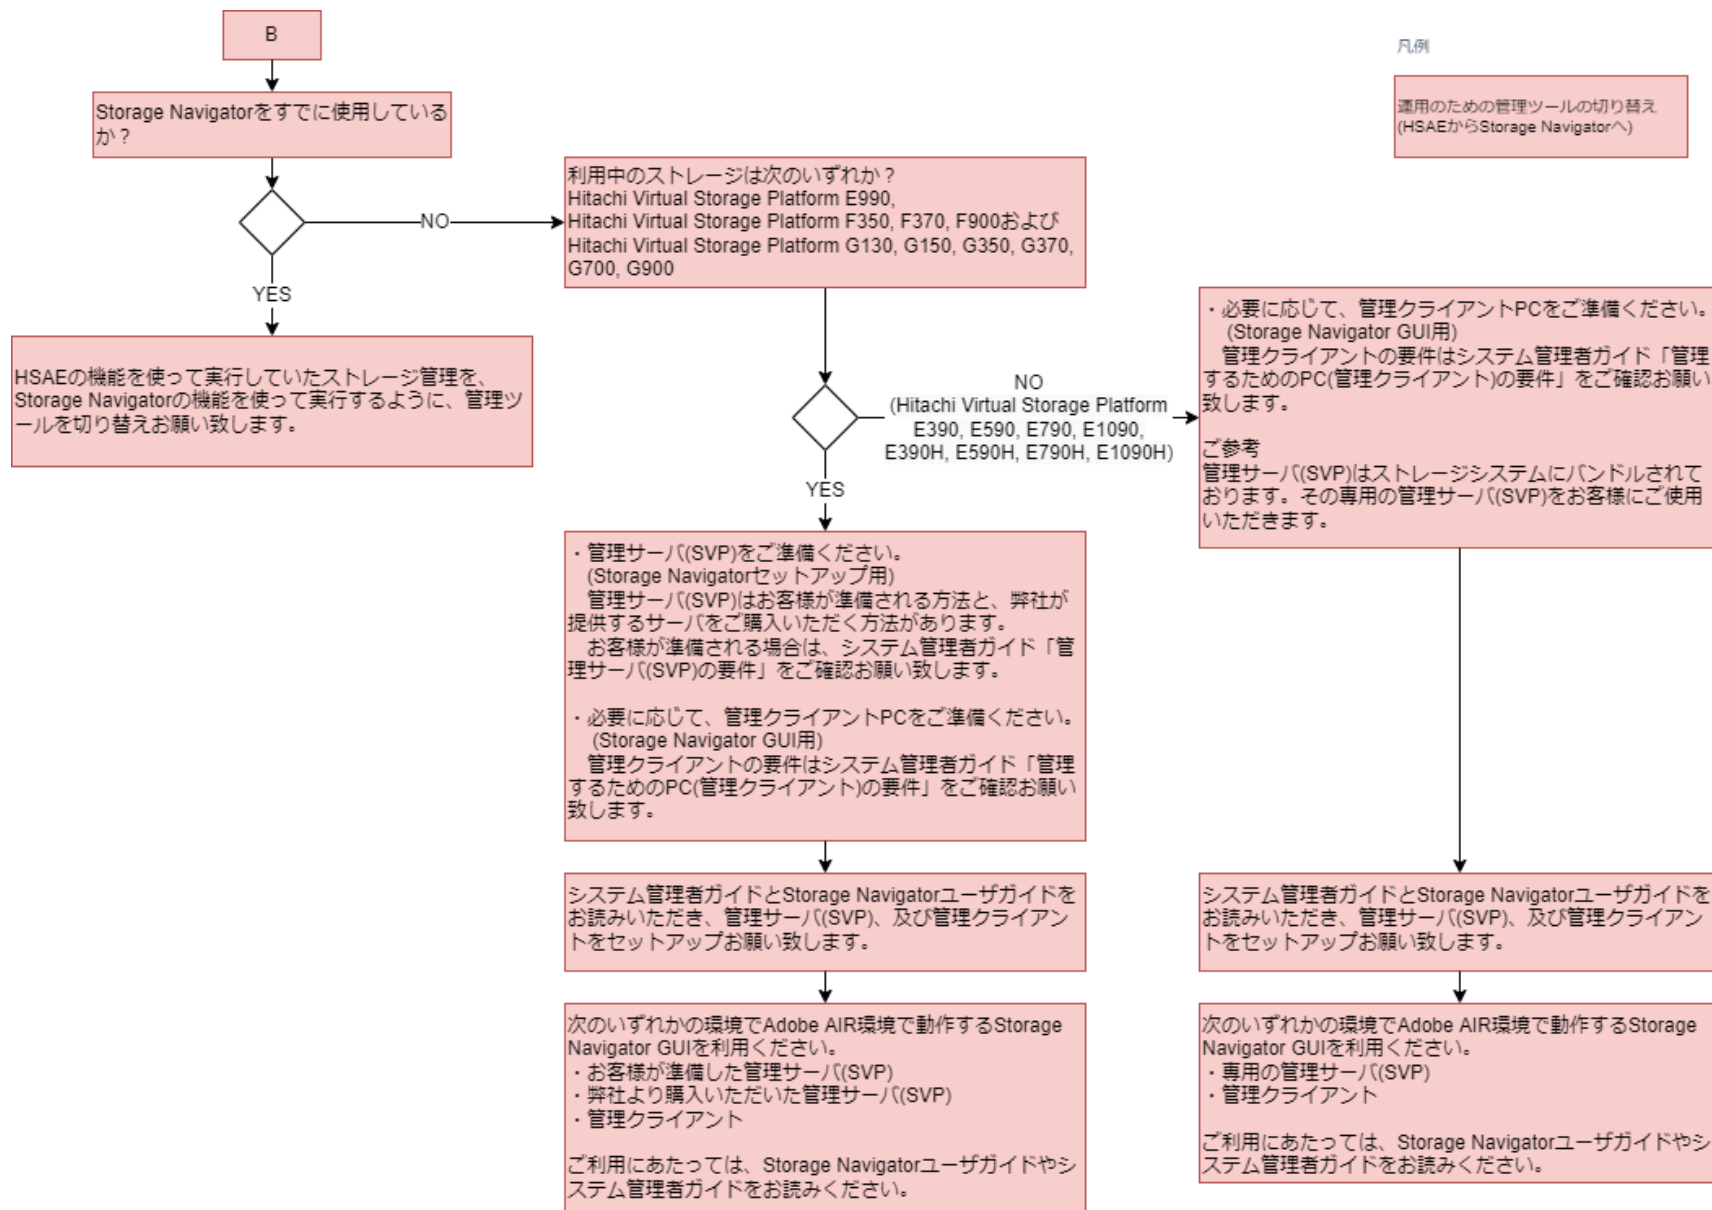 B
Storage Navigatorをすでに使用している
か？
YES
HSAEの機能を使って実行していたストレージ管理を、
Storage Navigatorの機能を使って実行するように、管理ツ
ールを切り替えお願い致します。
NO
利用中のストレージは次のいずれか？
Hitachi Virtual Storage Platform E990,
Hitachi Virtual Storage Platform F350, F370, F900および
Hitachi Virtual Storage Platform G130, G150, G350, G370,
G700, G900
YES
・管理サーバ(SVP)をご準備ください。
(Storage Navigatorセットアップ用)
管理サーバ(SVP)はお客様が準備される方法と、弊社が
提供するサーバをご購入いただく方法があります。
お客様が準備される場合は、システム管理者ガイド「管
理サーバ(SVP)の要件」をご確認お願い致します。
・必要に応じて、管理クライアントPCをご準備ください。
(Storage Navigator GUI用)
管理クライアントの要件はシステム管理者ガイド「管理
するためのPC(管理クライアント)の要件」をご確認お願い
致します。
システム管理者ガイドとStorage Navigatorユーザガイドを
お読みいただき、管理サーバ(SVP)、及び管理クライアン
トをセットアップお願い致します。
次のいずれかの環境でAdobe AIR環境で動作するStorage
Navigator GUIを利用ください。
・お客様が準備した管理サーバ(SVP)
・弊社より購入いただいた管理サーバ(SVP)
・管理クライアント
ご利用にあたっては、Storage Navigatorユーザガイドやシ
ステム管理者ガイドをお読みください。
NO
(Hitachi Virtual Storage Platform
E390, E590, E790, E1090,
E390H, E590H, E790H, E1090H)
・必要に応じて、管理クライアントPCをご準備ください。
(Storage Navigator GUI用)
管理クライアントの要件はシステム管理者ガイド「管理
するためのPC(管理クライアント)の要件」をご確認お願い
致します。
ご参考
管理サーバ(SVP)はストレージシステムにバンドルされて
おります。その専用の管理サーバ(SVP)をお客様にご使用
いただきます。
システム管理者ガイドとStorage Navigatorユーザガイドを
お読みいただき、管理サーバ(SVP)、及び管理クライアン
トをセットアップお願い致します。
次のいずれかの環境でAdobe AIR環境で動作するStorage
Navigator GUIを利用ください。
・専用の管理サーバ(SVP)
・管理クライアント
ご利用にあたっては、Storage Navigatorユーザガイドやシ
ステム管理者ガイドをお読みください。
凡例
運用のための管理ツールの切り替え
(HSAEからStorage Navigatorへ)